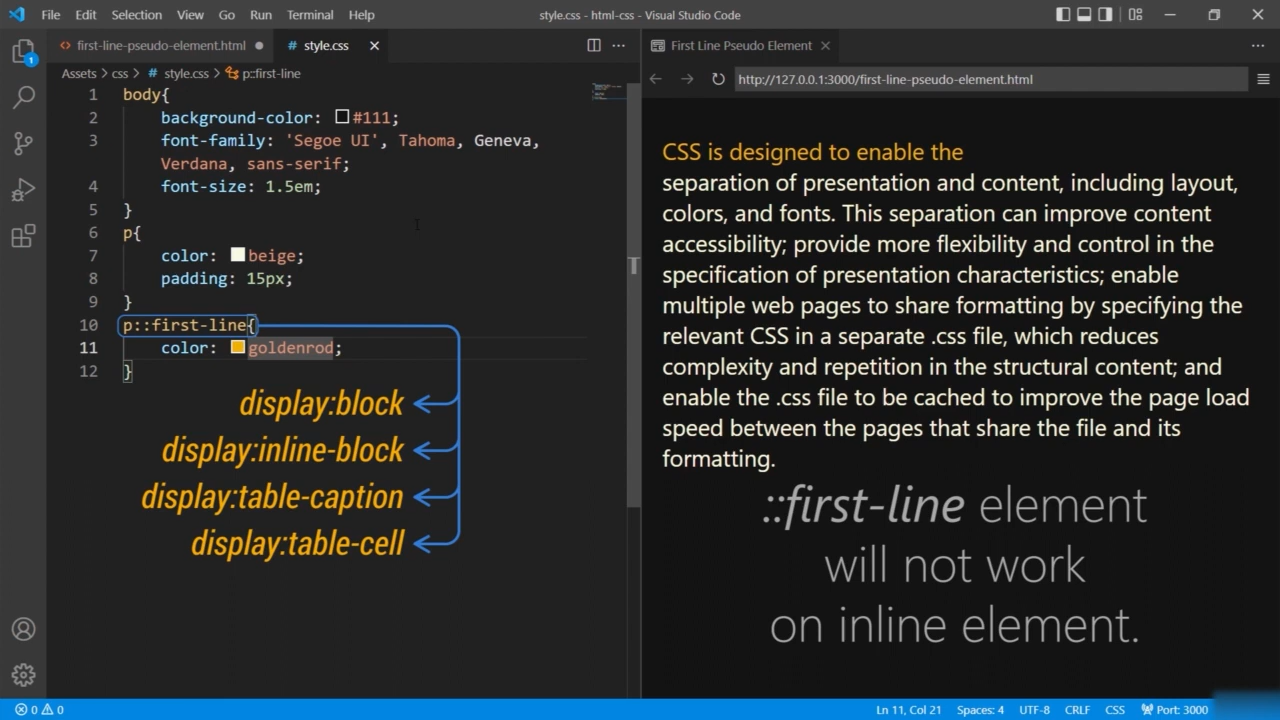 File Edit Selection View Go Run Terminal Help style.css - html-css - Visual Studio Code
first-line-pseudo-element.html # style.css
First Line Pseudo Element
Assets > css > # style.css > p::first-line
http://127.0.0.1:3000/first-line-pseudo-element.html
1 body{
2 background-color: #111;
3 font-family: 'Segoe UI', Tahoma, Geneva,
Verdana, sans-serif;
4 font-size: 1.5em;
5 }
6 p{
7 color: beige;
8 padding: 15px;
9 }
10 p::first-line{
11 color: goldenrod;
12 }
display:block
display:inline-block
display:table-caption
display:table-cell
CSS is designed to enable the
separation of presentation and content, including layout,
colors, and fonts. This separation can improve content
accessibility; provide more flexibility and control in the
specification of presentation characteristics; enable
multiple web pages to share formatting by specifying the
relevant CSS in a separate .css file, which reduces
complexity and repetition in the structural content; and
enable the .css file to be cached to improve the page load
speed between the pages that share the file and its
formatting.
::first-line element
will not work
on inline element.
1
0 0 Ln 11, Col 21 Spaces: 4 UTF-8 CRLF CSS Port: 3000